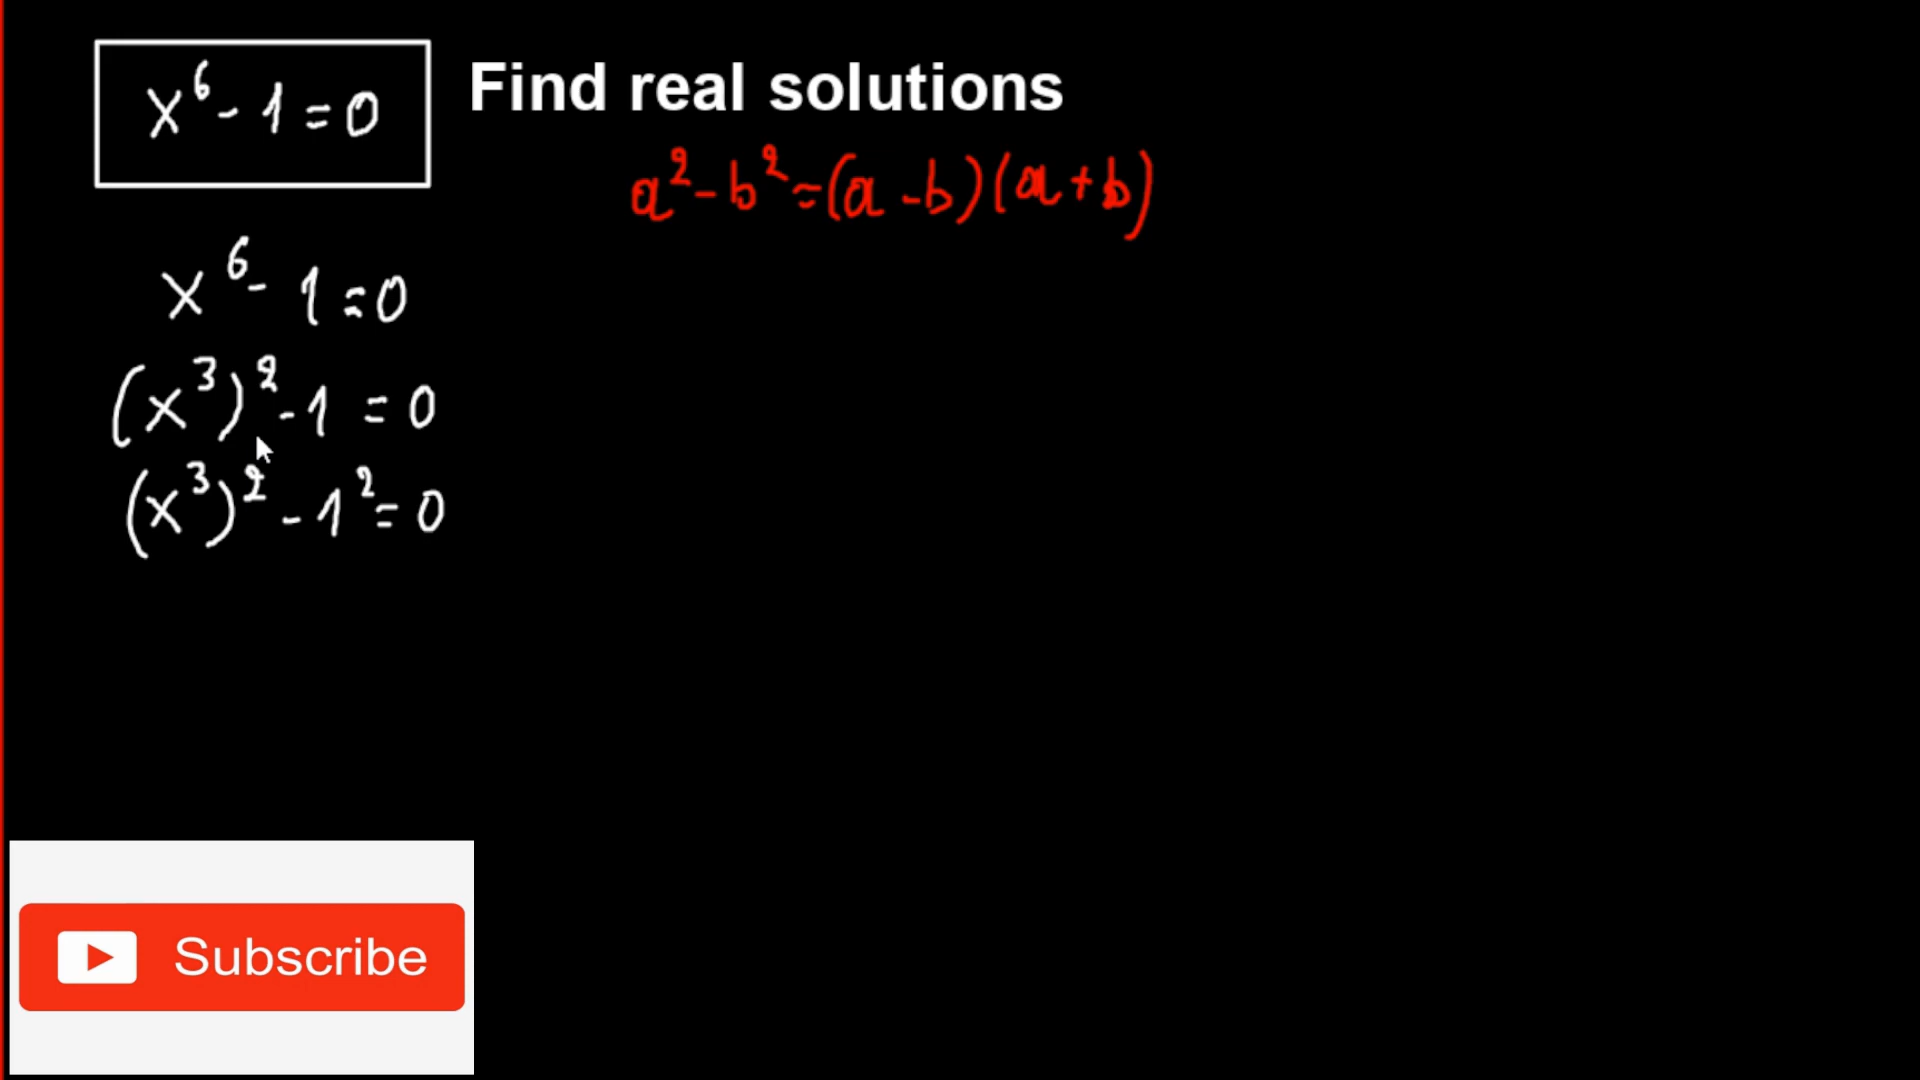 x⁶ - 1 = 0
Find real solutions
a² - b² = (a - b)(a + b)
x⁶ - 1 = 0
(x³)² - 1 = 0
(x³)² - 1² = 0
Subscribe